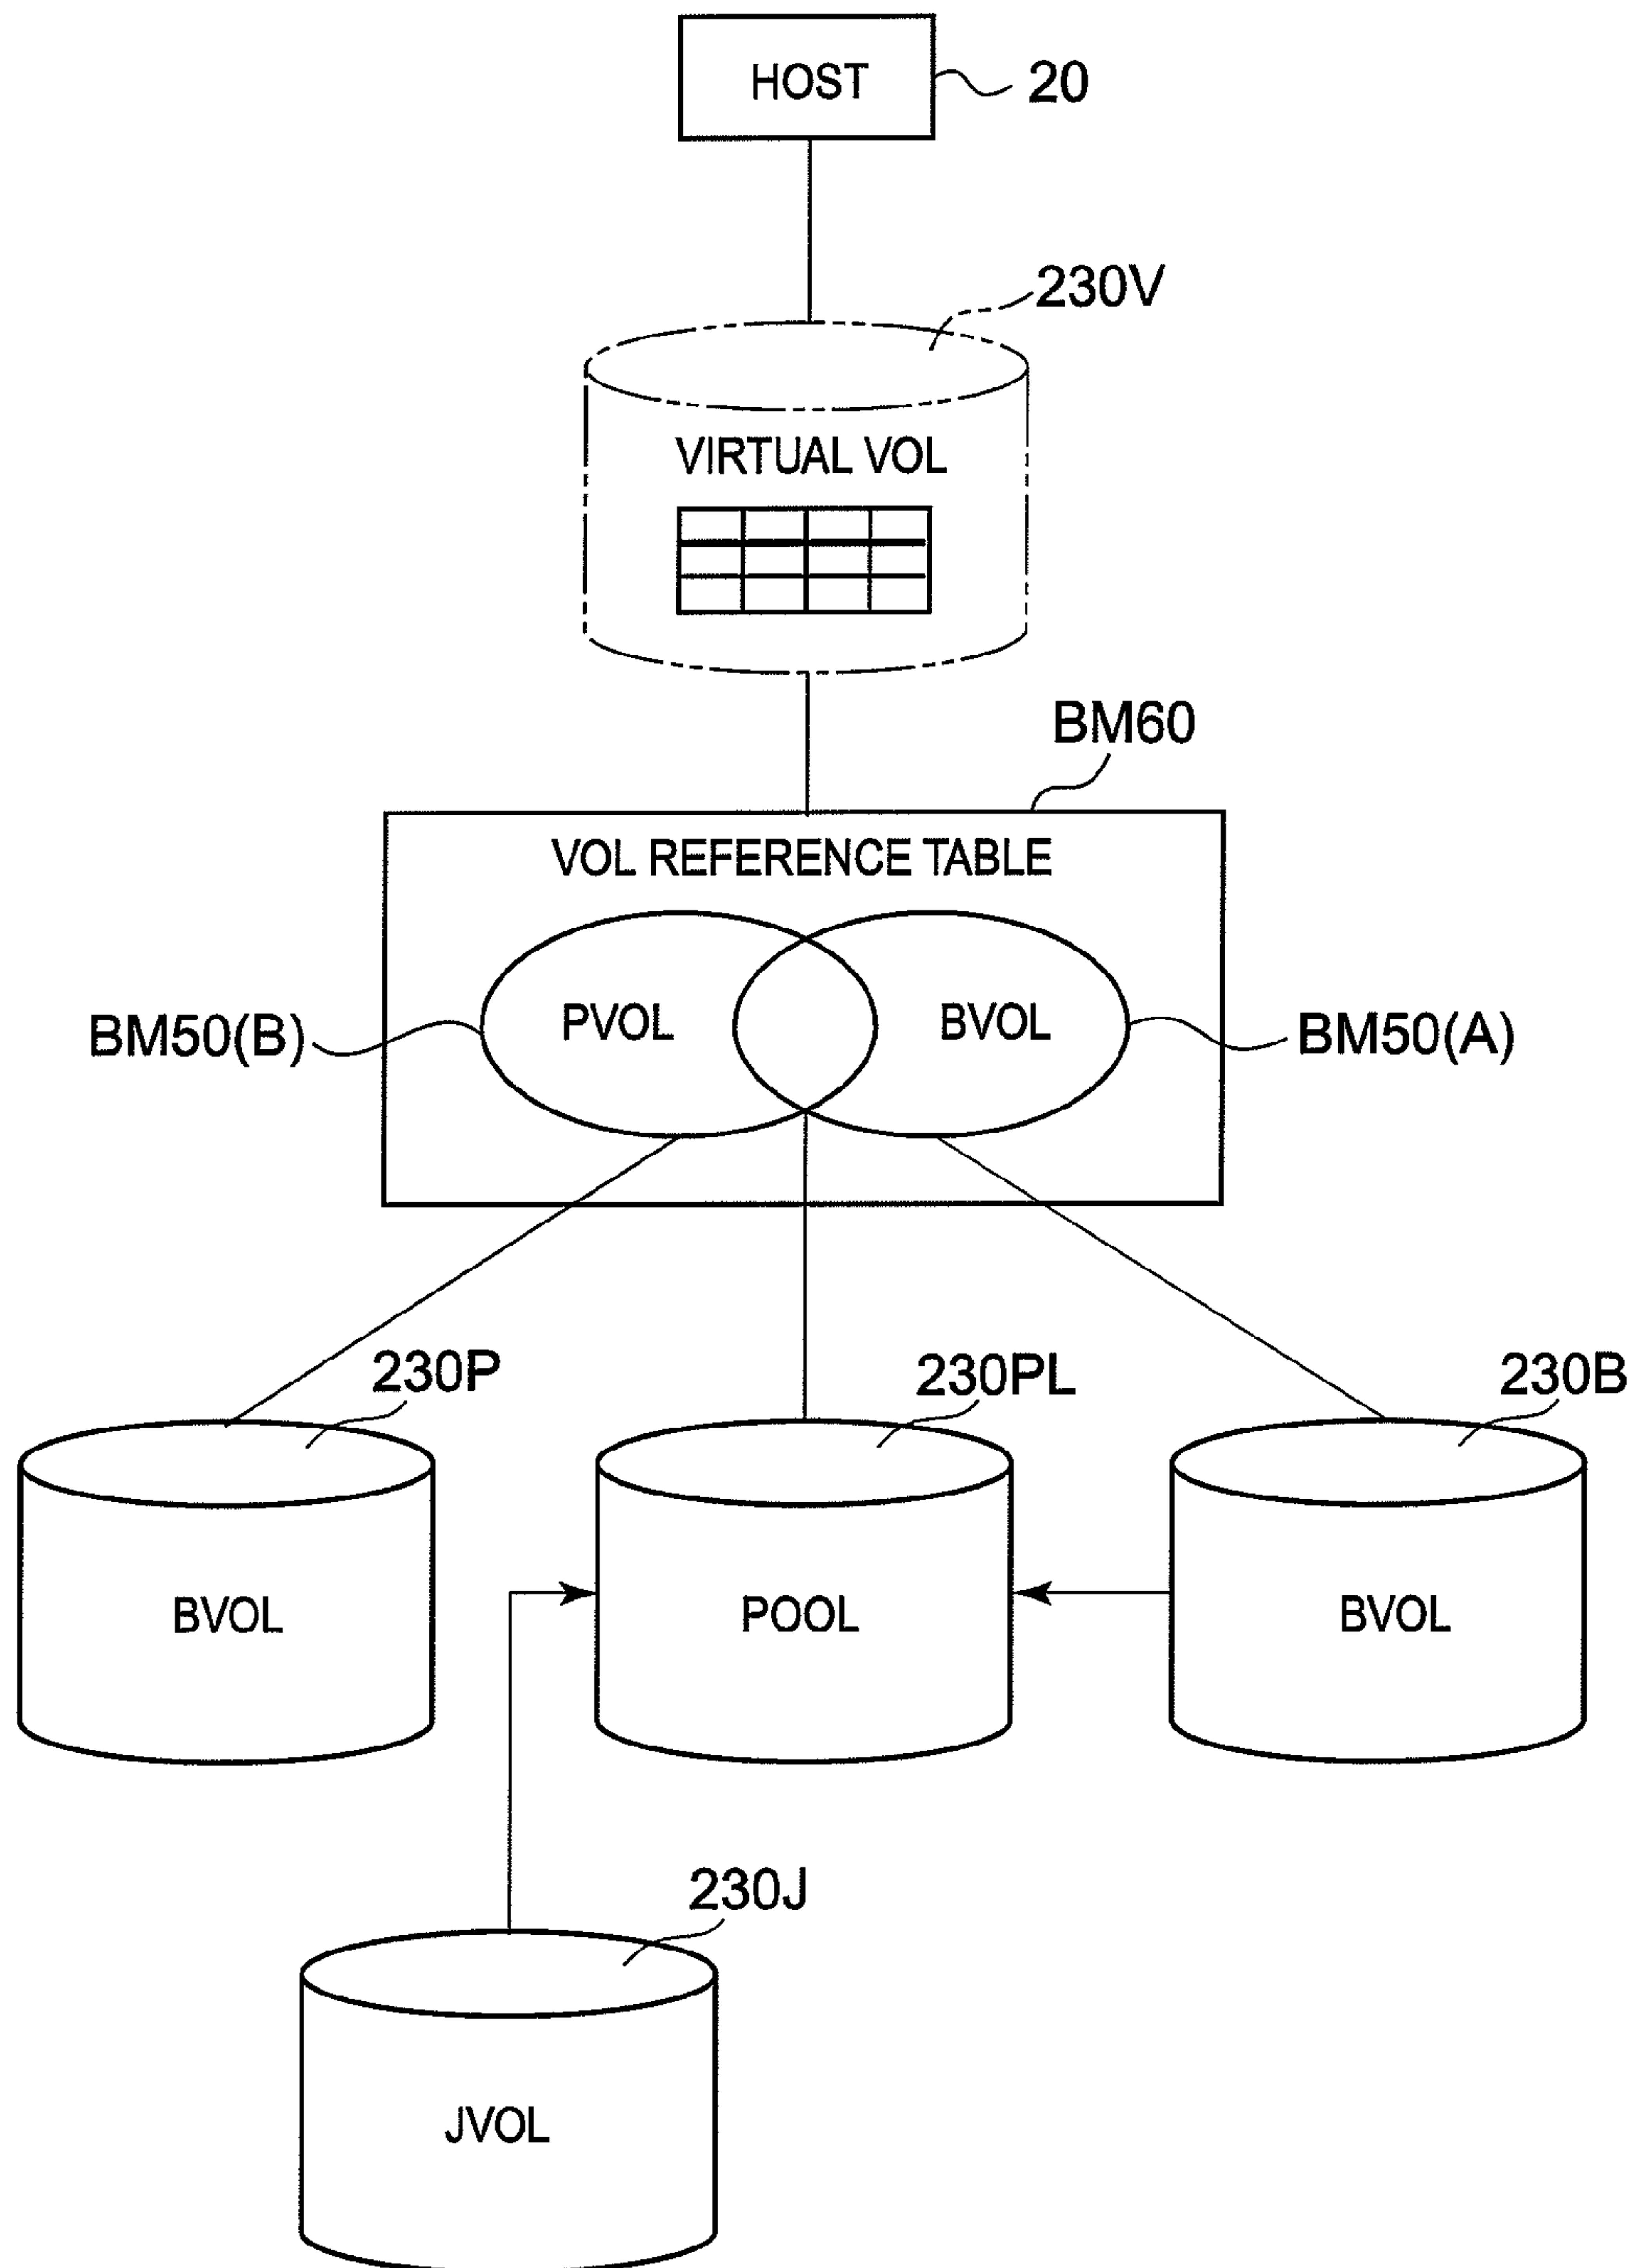 HOST
20
230V
VIRTUAL VOL
BM60
VOL REFERENCE TABLE
PVOL
BVOL
BM50(B)
BM50(A)
230P
230PL
230B
BVOL
POOL
BVOL
230J
JVOL